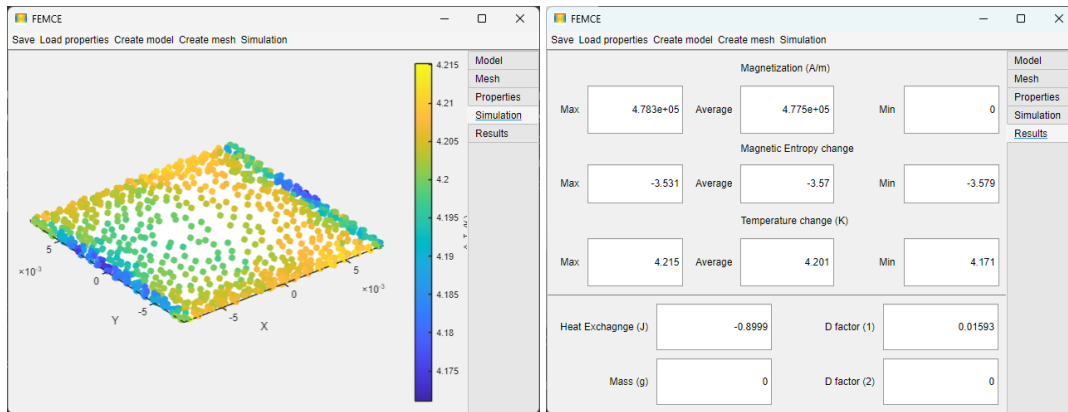 FEMCE
Save Load properties Create model Create mesh Simulation
Model
Mesh
Properties
Simulation
Results
4.215
4.21
4.205
4.2
4.195
4.19
4.185
4.18
4.175
5
×10⁻³
0
-5
Y
-5
0
5
×10⁻³
X
FEMCE
Save Load properties Create model Create mesh Simulation
Model
Mesh
Properties
Simulation
Results
Magnetization (A/m)
Max 4.783e+05 Average 4.775e+05 Min 0
Magnetic Entropy change
Max -3.531 Average -3.57 Min -3.579
Temperature change (K)
Max 4.215 Average 4.201 Min 4.171
Heat Exchagnge (J) -0.8999 D factor (1) 0.01593
Mass (g) 0 D factor (2) 0